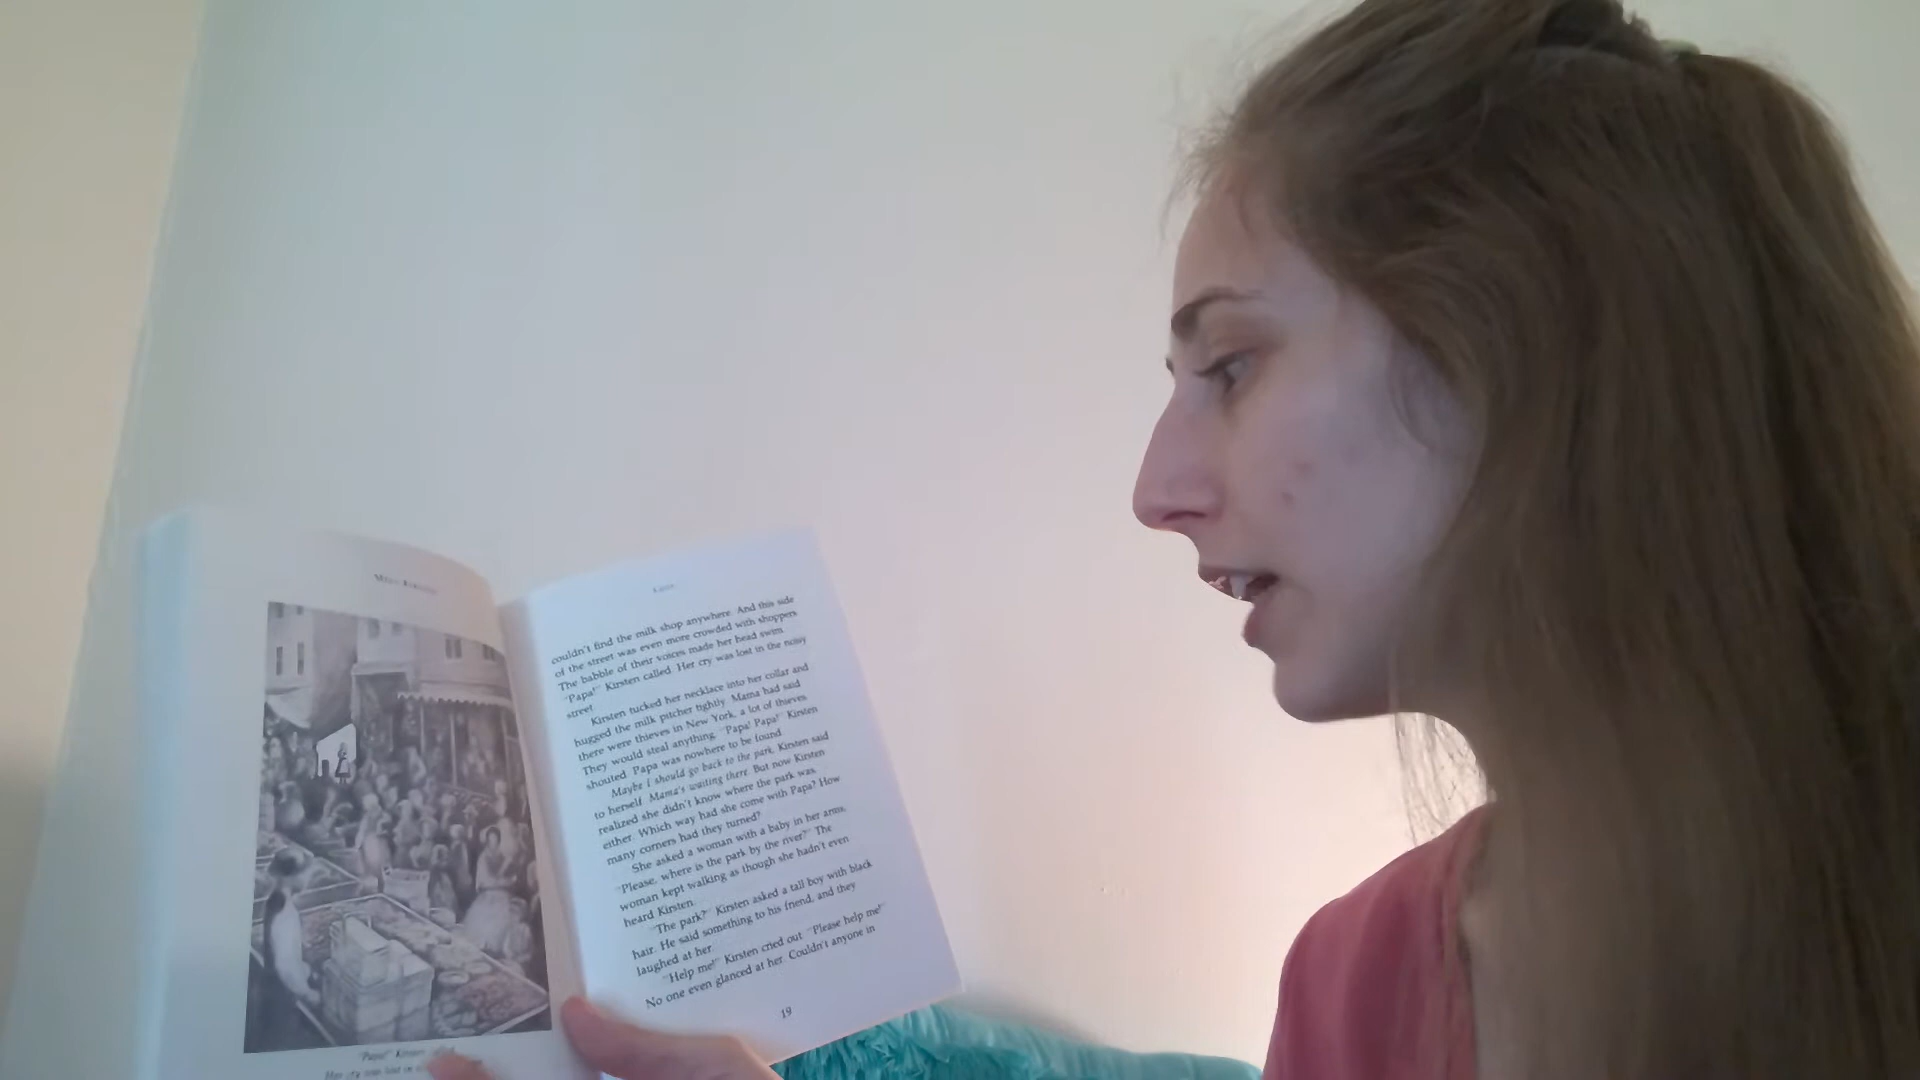 couldn't find the milk shop anywhere. And this side
of the street was even more crowded with shoppers.
The babble of their voices made her head swim.
"Papa!" Kirsten called. Her cry was lost in the noisy
street.
Kirsten tucked her necklace into her collar and
hugged the milk pitcher tightly. Mama had said
there were thieves in New York, a lot of thieves.
They would steal anything. "Papa! Papa!" Kirsten
shouted. Papa was nowhere to be found.
Maybe I should go back to the park, Kirsten said
to herself. Mama's waiting there. But now Kirsten
realized she didn't know where the park was
either. Which way had she come with Papa? How
many corners had they turned?
She asked a woman with a baby in her arms,
"Please, where is the park by the river?" The
woman kept walking as though she hadn't even
heard Kirsten.
"The park?" Kirsten asked a tall boy with black
hair. He said something to his friend, and they
laughed at her.
"Help me!" Kirsten cried out. "Please help me!"
No one even glanced at her. Couldn't anyone in
19
"Papa!" Kirsten called.
Her cry was lost in